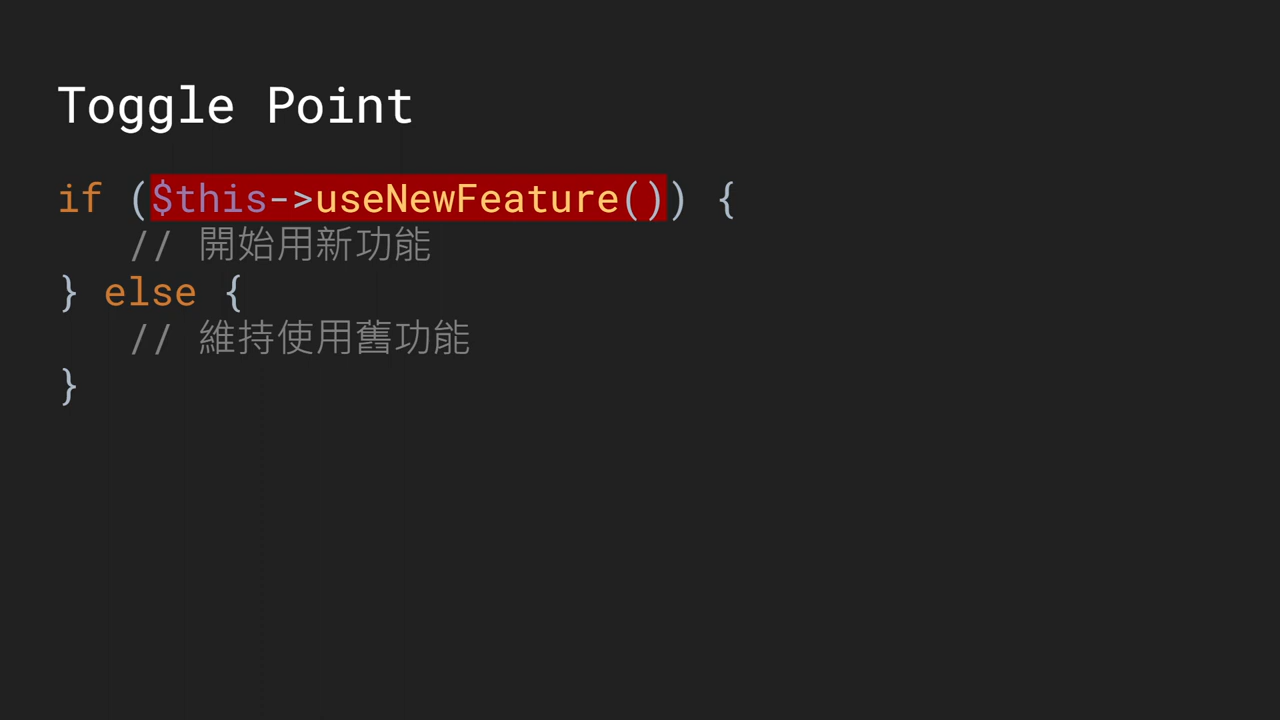 Toggle Point
if ($this->useNewFeature()) {
// 開始用新功能
} else {
// 維持使用舊功能
}